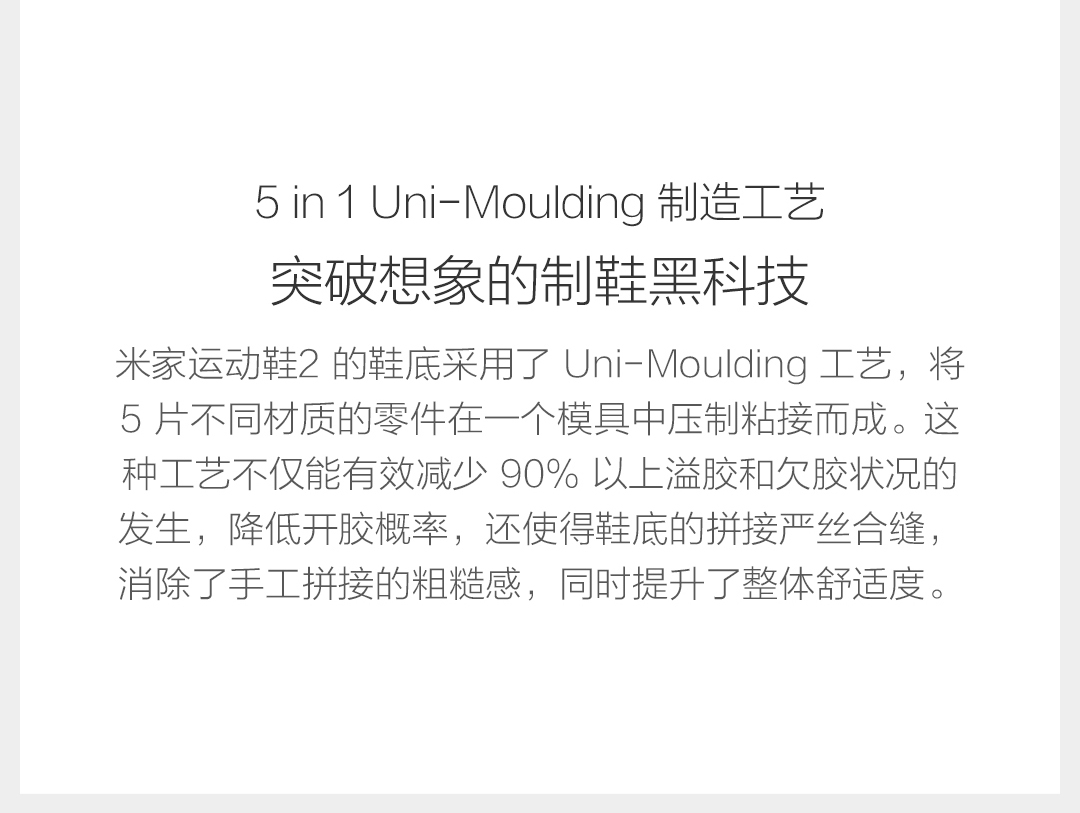 5 in 1 Uni-Moulding 制造工艺
突破想象的制鞋黑科技
米家运动鞋2 的鞋底采用了 Uni-Moulding 工艺，将
5 片不同材质的零件在一个模具中压制粘接而成。这
种工艺不仅能有效减少 90% 以上溢胶和欠胶状况的
发生，降低开胶概率，还使得鞋底的拼接严丝合缝，
消除了手工拼接的粗糙感，同时提升了整体舒适度。